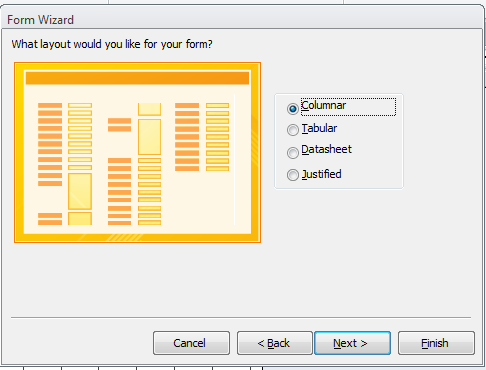 Form Wizard
What layout would you like for your form?
Columnar
Tabular
Datasheet
Justified
Cancel
< Back
Next >
Finish